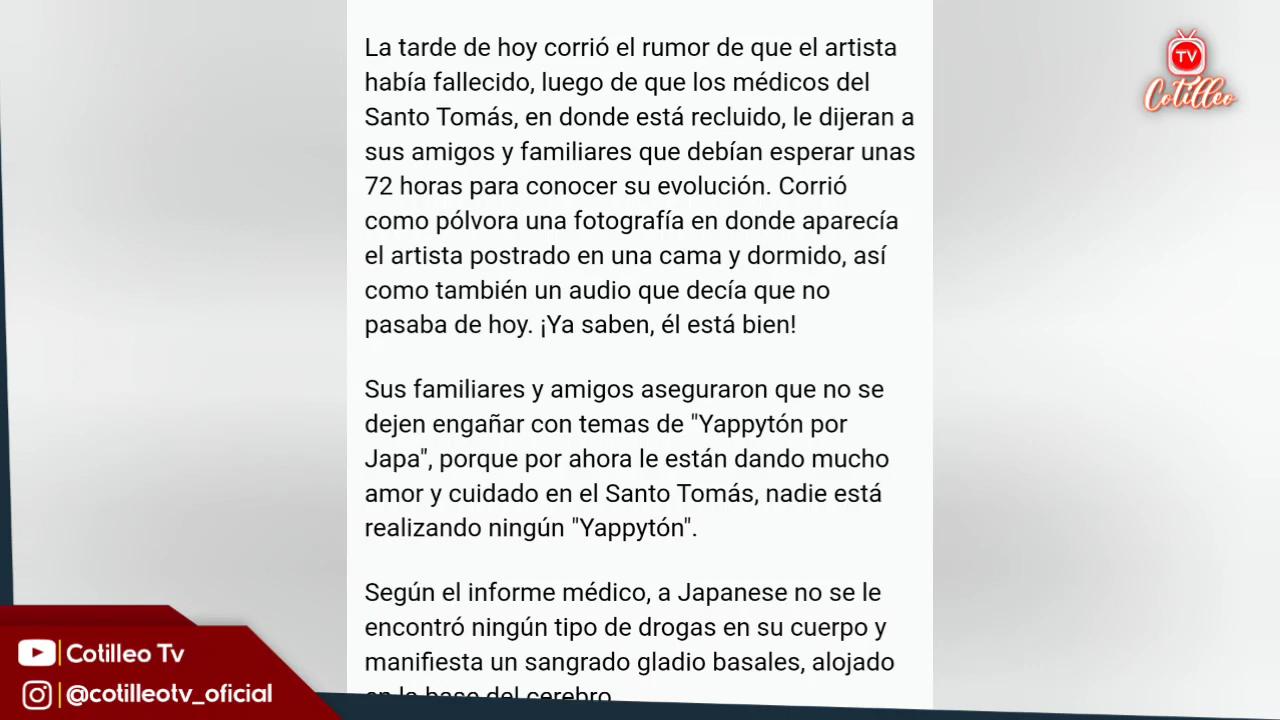 La tarde de hoy corrió el rumor de que el artista
había fallecido, luego de que los médicos del
Santo Tomás, en donde está recluido, le dijeran a
sus amigos y familiares que debían esperar unas
72 horas para conocer su evolución. Corrió
como pólvora una fotografía en donde aparecía
el artista postrado en una cama y dormido, así
como también un audio que decía que no
pasaba de hoy. ¡Ya saben, él está bien!
Sus familiares y amigos aseguraron que no se
dejen engañar con temas de "Yappytón por
Japa", porque por ahora le están dando mucho
amor y cuidado en el Santo Tomás, nadie está
realizando ningún "Yappytón".
Según el informe médico, a Japanese no se le
encontró ningún tipo de drogas en su cuerpo y
manifiesta un sangrado gladio basales, alojado
en la base del cerebro
TV
Cotilleo
Cotilleo Tv
@cotilleotv_oficial